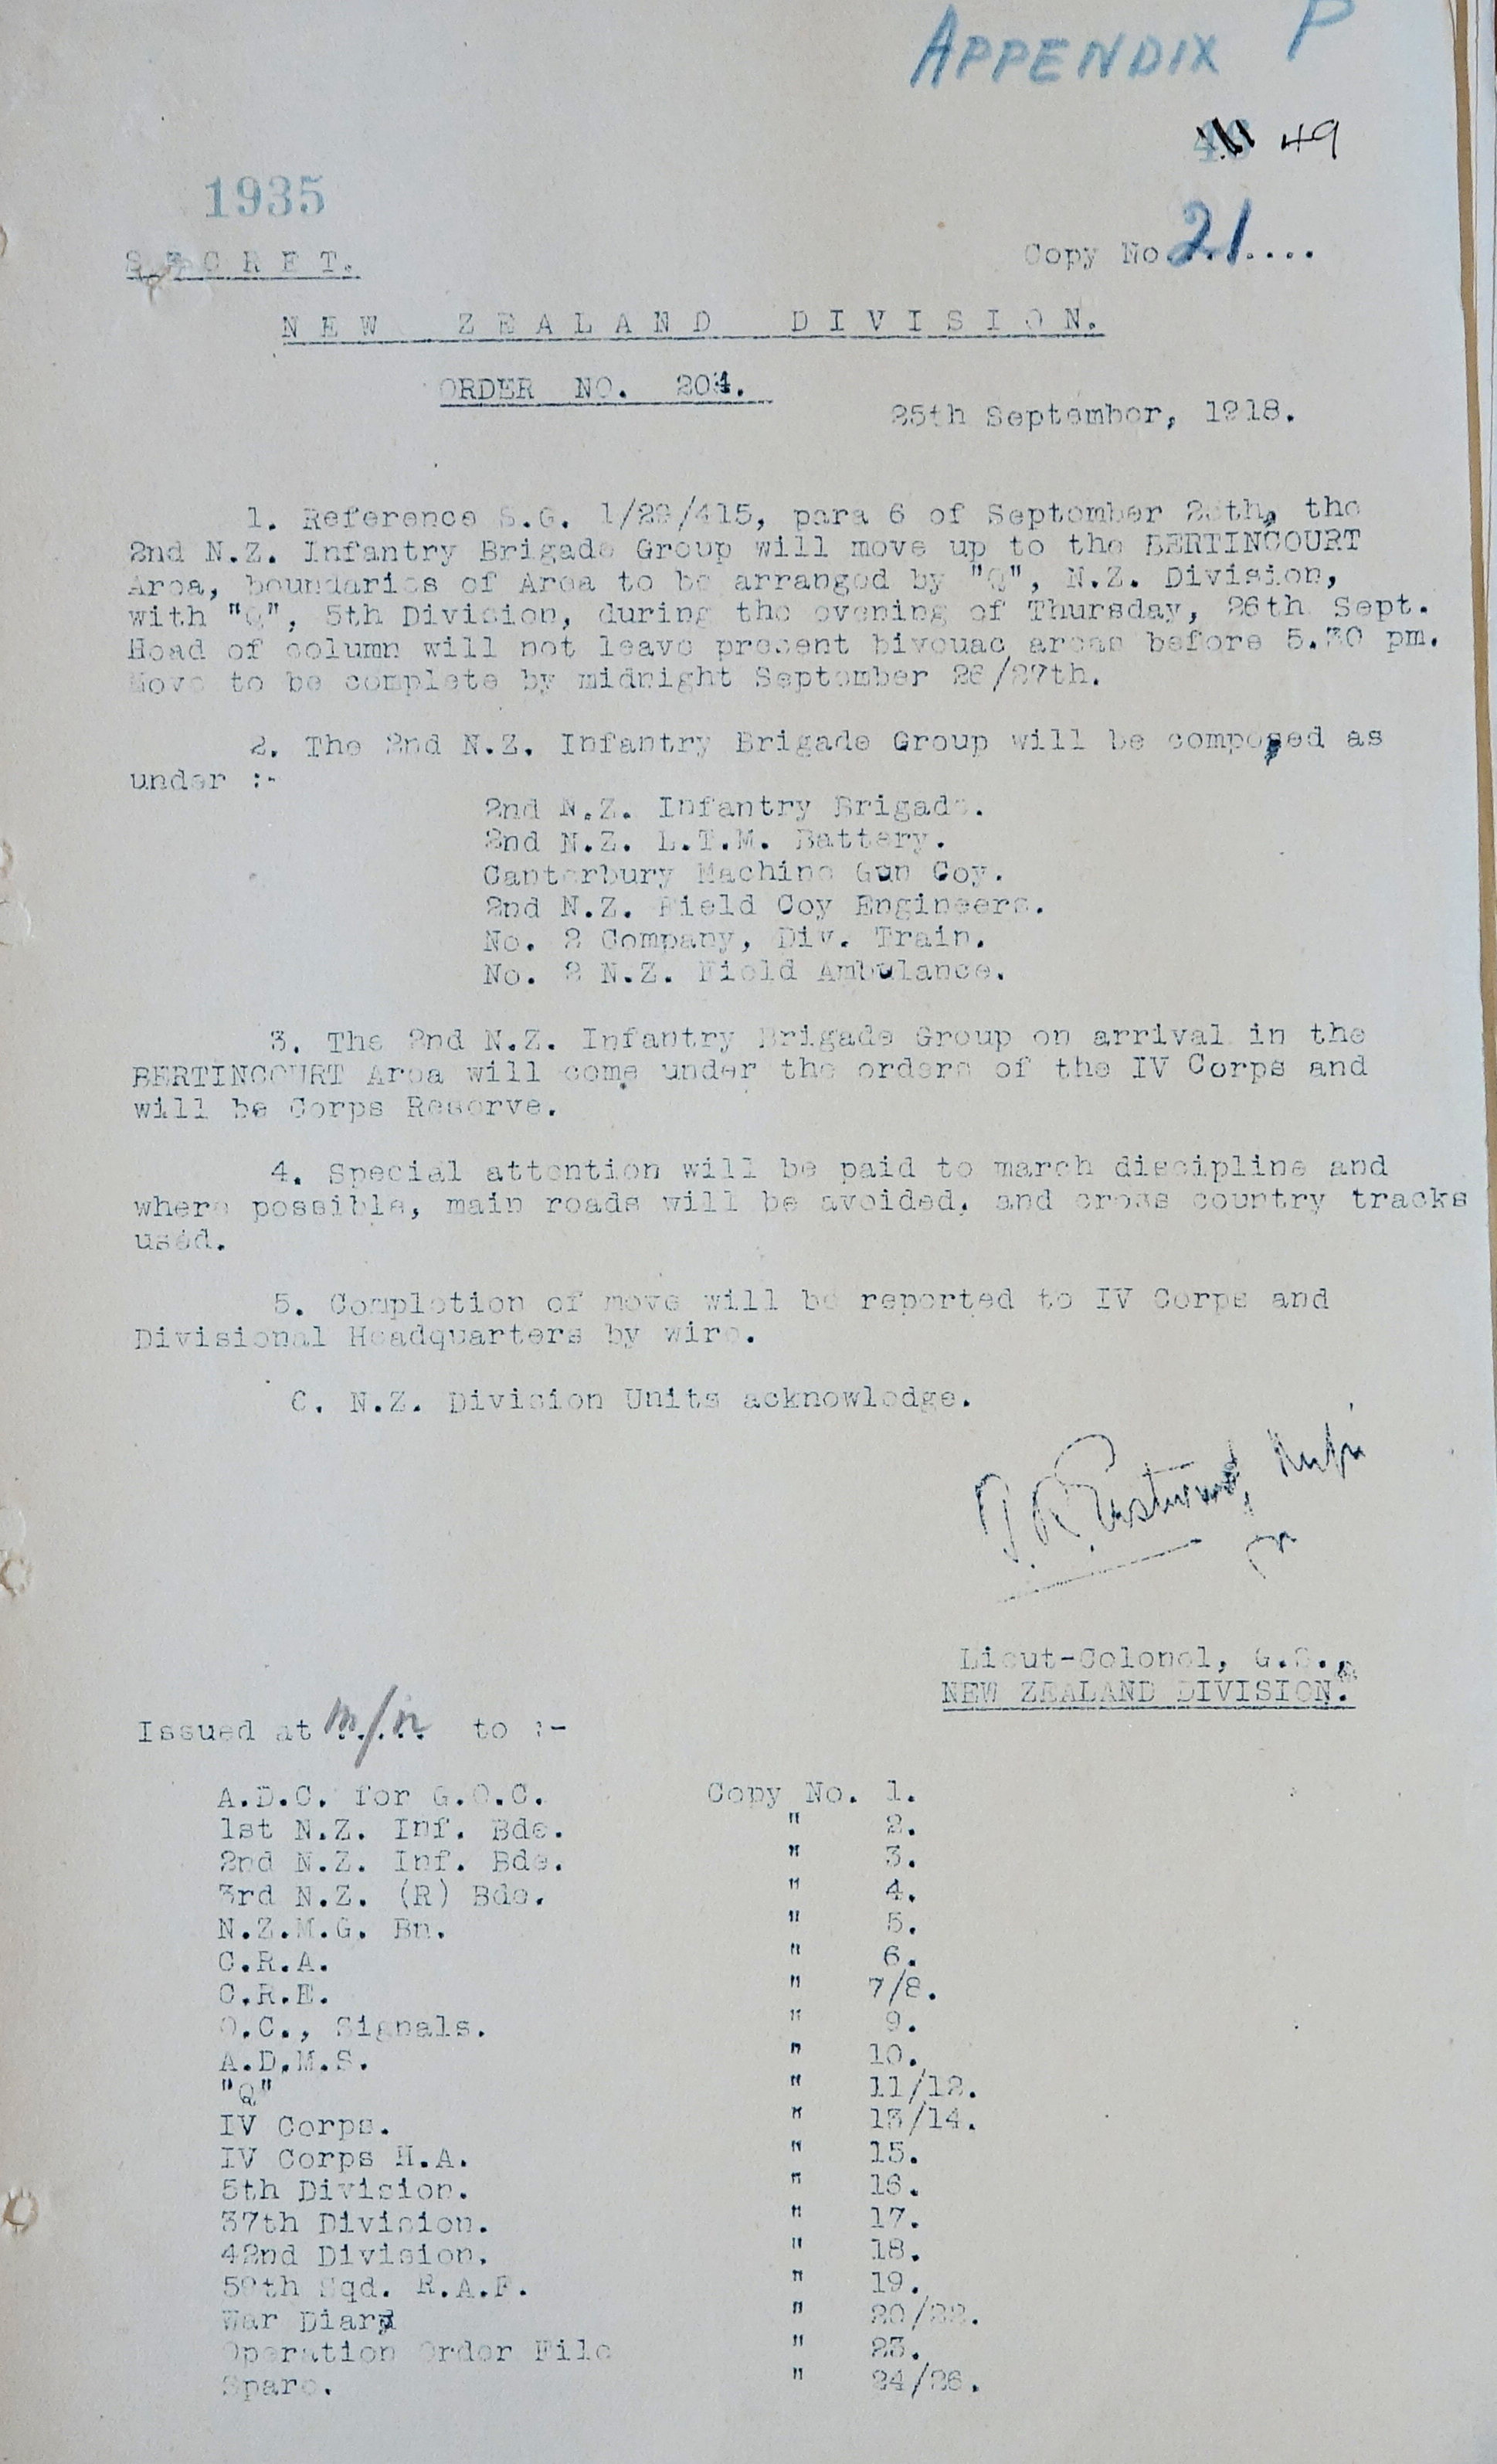 APPENDIX P
49
1935
SECRET.
Copy No. 21....
NEW ZEALAND DIVISION.
ORDER NO. 204.
25th September, 1918.
1. Reference S.G. 1/29/415, para 6 of September the
2nd N.Z. Infantry Brigade Group will move up to the BERTINCOURT
Area, boundaries of Area to be arranged by "Q", N.Z. Division,
with "Q", 5th Division, during the evening of Thursday, 26th Sept.
Head of column will not leave present bivouac areas before 5.30 pm.
Move to be complete by midnight September 26/27th.
2. The 2nd N.Z. Infantry Brigade Group will be composed as
under :-
2nd N.Z. Infantry Brigade.
2nd N.Z. L.T.M. Battery.
Canterbury Machine Gun Coy.
2nd N.Z. Field Coy Engineers.
No. 2 Company, Div. Train.
No. 2 N.Z. Field Ambulance.
3. The 2nd N.Z. Infantry Brigade Group on arrival in the
BERTINCOURT Area will come under the orders of the IV Corps and
will be Corps Reserve.
4. Special attention will be paid to march discipline and
where possible, main roads will be avoided, and cross country tracks
used.
5. Completion of move will be reported to IV Corps and
Divisional Headquarters by wire.
6. N.Z. Division Units acknowledge.
Lieut-Colonel, G.S.,
NEW ZEALAND DIVISION.
Issued at to :-
A.D.C. for G.O.C. Copy No. 1.
1st N.Z. Inf. Bde. " 2.
2nd N.Z. Inf. Bde. " 3.
3rd N.Z. (R) Bde. " 4.
N.Z.M.G. Bn. " 5.
C.R.A. " 6.
C.R.E. " 7/8.
O.C., Signals. " 9.
A.D.M.S. " 10.
"Q" " 11/12.
IV Corps. " 13/14.
IV Corps H.A. " 15.
5th Division. " 16.
37th Division. " 17.
42nd Division. " 18.
59th Sqd. R.A.F. " 19.
War Diary " 20/22.
Operation Order File " 23.
Spare. " 24/26.